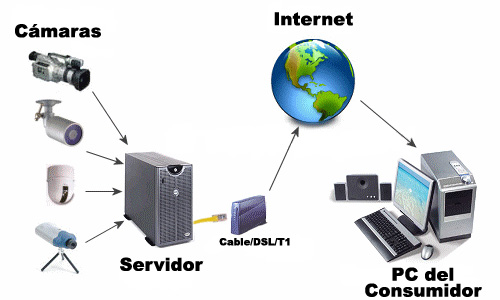 Cámaras
Internet
Cable/DSL/T1
Servidor
PC del
Consumidor